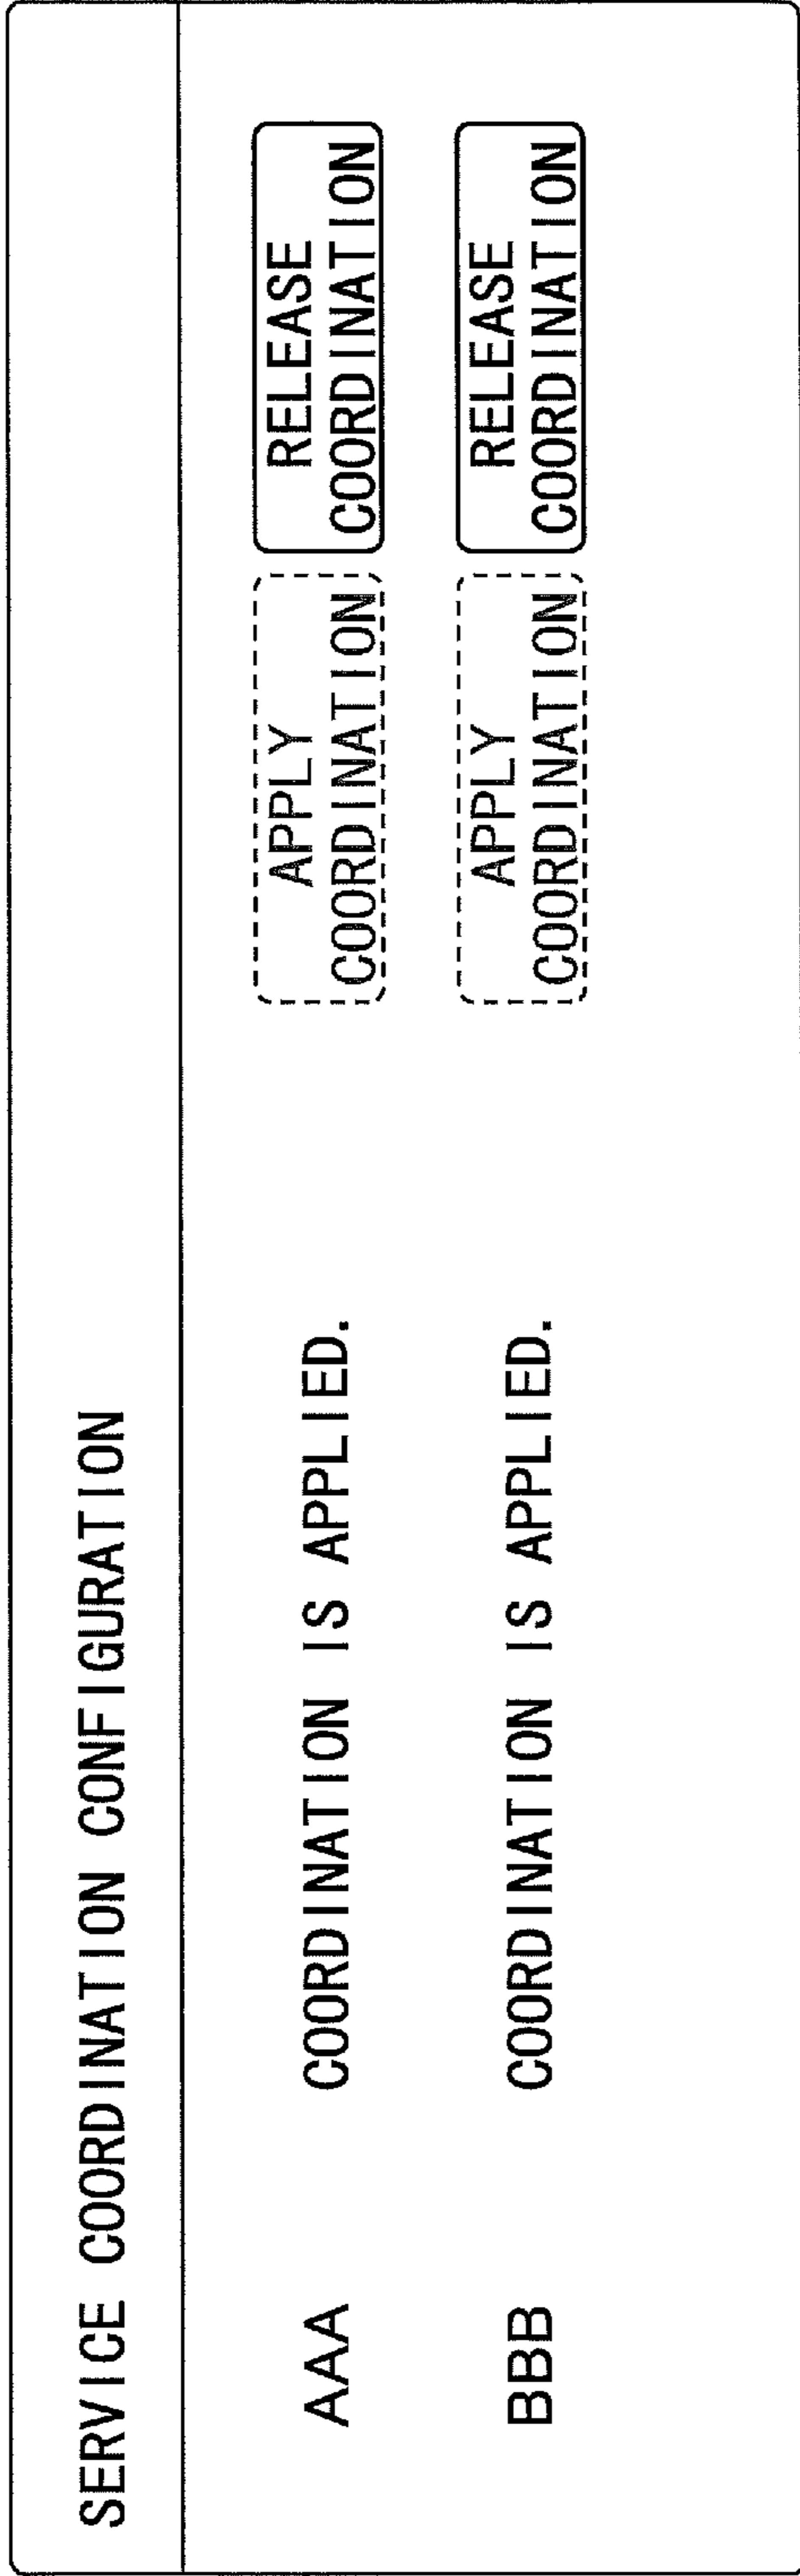 SERVICE COORDINATION CONFIGURATION
AAA
COORDINATION IS APPLIED.
APPLY
COORDINATION
RELEASE
COORDINATION
BBB
COORDINATION IS APPLIED.
APPLY
COORDINATION
RELEASE
COORDINATION